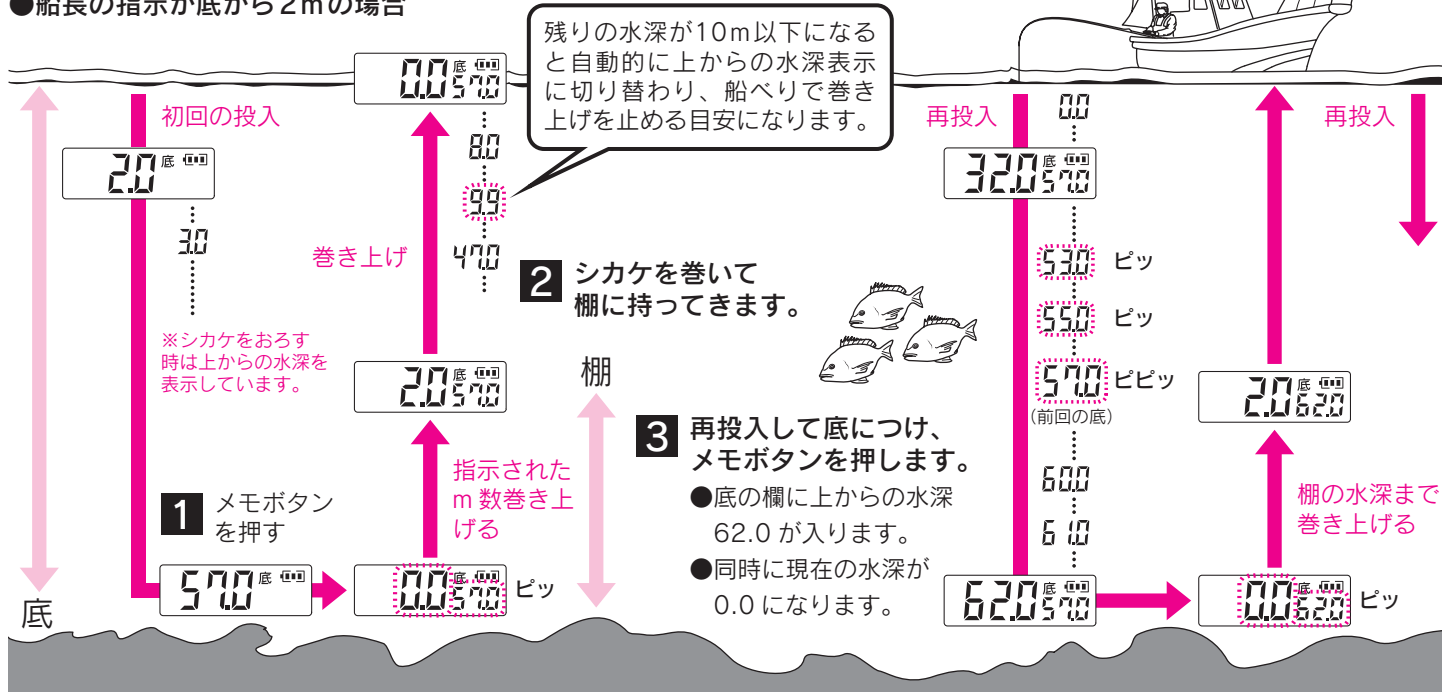 ●船長の指示が底から2mの場合
残りの水深が10m以下になる
と自動的に上からの水深表示
に切り替わり、船べりで巻き
上げを止める目安になります。
初回の投入
2.0 底
3.0
※シカケをおろす
時は上からの水深を
表示しています。
1 メモボタン
を押す
57.0 底
底
0.0 底 57.0
8.0
9.9
47.0
巻き上げ
2.0 底 57.0
指示された
m 数巻き上
げる
0.0 底 57.0 ピッ
2 シカケを巻いて
棚に持ってきます。
棚
3 再投入して底につけ、
メモボタンを押します。
●底の欄に上からの水深
62.0 が入ります。
●同時に現在の水深が
0.0 になります。
再投入
0.0
32.0 底 57.0
53.0 ピッ
55.0 ピッ
57.0 ピピッ
(前回の底)
60.0
61.0
62.0 底 57.0
再投入
2.0 底 62.0
棚の水深まで
巻き上げる
0.0 底 62.0 ピッ